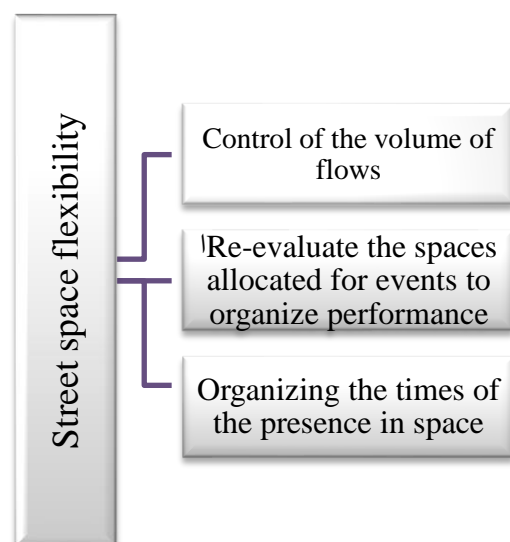 Street space flexibility
Control of the volume of
flows
اRe-evaluate the spaces
allocated for events to
organize performance
Organizing the times of
the presence in space